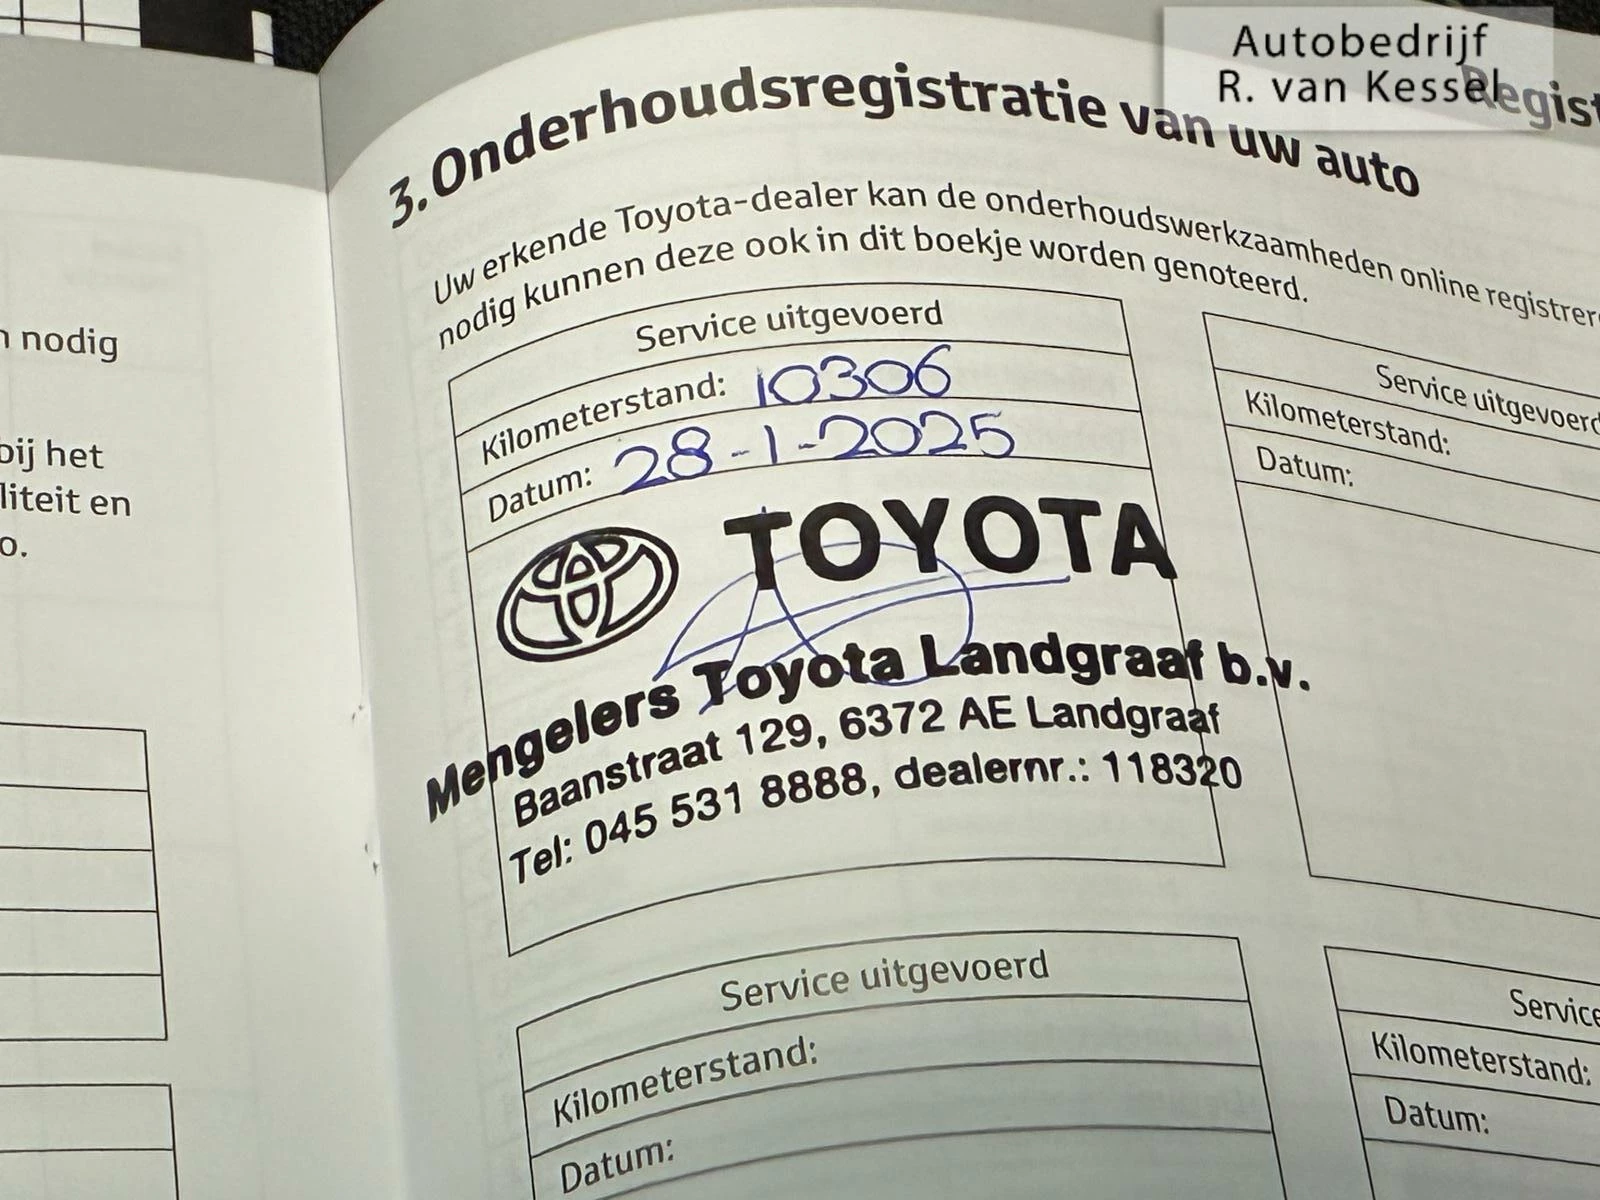 Autobedrijf
R. van Kessel
n nodig
bij het
liteit en
o.
Regist
3. Onderhoudsregistratie van uw auto
Uw erkende Toyota-dealer kan de onderhoudswerkzaamheden online registrer
nodig kunnen deze ook in dit boekje worden genoteerd.
Service uitgevoerd
Kilometerstand: 10306
Datum: 28-1-2025
TOYOTA
Mengelers Toyota Landgraaf b.v.
Baanstraat 129, 6372 AE Landgraaf
Tel: 045 531 8888, dealernr.: 118320
Service uitgevoerd
Kilometerstand:
Datum:
Service uitgevoerd
Kilometerstand:
Datum:
Service
Kilometerstand:
Datum: